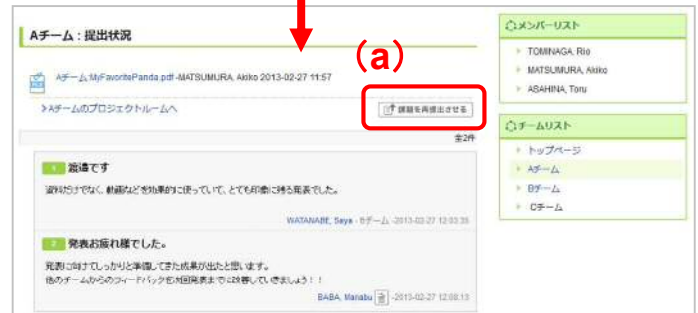 Aチーム：提出状況
(a)
Aチーム MyFavoritePanda.pdf -MATSUMURA, Akiko 2013-02-27 11:57
>Aチームのプロジェクトルームへ
課題を再提出させる
全2件
1 渡邉です
資料だけでなく、動画などを効果的に使っていて、とても印象に残る発表でした。
WATANABE, Saya - Bチーム -2013-02-27 12:03:35
2 発表お疲れ様でした。
発表に向けてしっかりと準備してきた成果が出たと思います。
他のチームからのフィードバックを次回発表までに改善していきましょう！！
BABA, Manabu -2013-02-27 12:08:13
メンバーリスト
TOMINAGA, Rio
MATSUMURA, Akiko
ASAHINA, Toru
チームリスト
トップページ
Aチーム
Bチーム
Cチーム